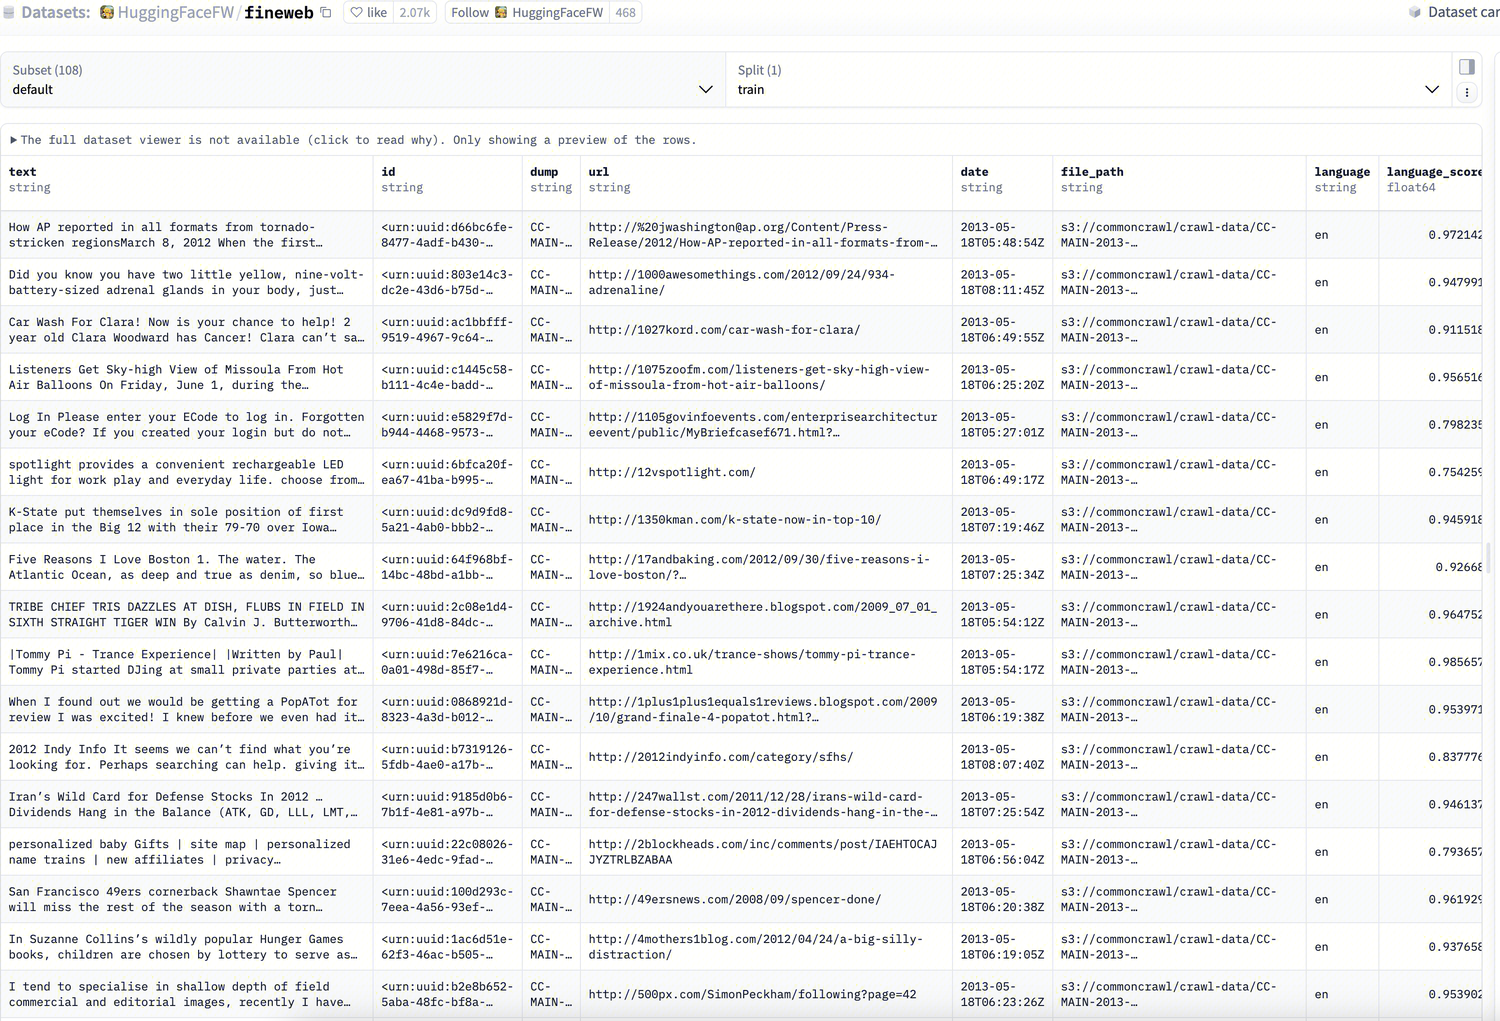 Datasets: HuggingFaceFW/fineweb like 2.07k Follow HuggingFaceFW 468 Dataset car
Subset (108) Split (1)
default train
The full dataset viewer is not available (click to read why). Only showing a preview of the rows.
text id dump url date file_path language language_score
string string string string string string string float64
How AP reported in all formats from tornado- <urn:uuid:d66bc6fe- CC- http://%20jwashington@ap.org/Content/Press- 2013-05- s3://commoncrawl/crawl-data/CC- en 0.972142
stricken regionsMarch 8, 2012 When the first… 8477-4adf-b430-… MAIN-… Release/2012/How-AP-reported-in-all-formats-from-… 18T05:48:54Z MAIN-2013-…
Did you know you have two little yellow, nine-volt- <urn:uuid:803e14c3- CC- http://1000awesomethings.com/2012/09/24/934- 2013-05- s3://commoncrawl/crawl-data/CC- en 0.947991
battery-sized adrenal glands in your body, just… dc2e-43d6-b75d-… MAIN-… adrenaline/ 18T08:11:45Z MAIN-2013-…
Car Wash For Clara! Now is your chance to help! 2 <urn:uuid:ac1bbfff- CC- http://1027kord.com/car-wash-for-clara/ 2013-05- s3://commoncrawl/crawl-data/CC- en 0.911518
year old Clara Woodward has Cancer! Clara can’t sa… 9519-4967-9c64-… MAIN-… 18T06:49:55Z MAIN-2013-…
Listeners Get Sky-high View of Missoula From Hot <urn:uuid:c1445c58- CC- http://1075zoofm.com/listeners-get-sky-high-view- 2013-05- s3://commoncrawl/crawl-data/CC- en 0.956516
Air Balloons On Friday, June 1, during the… b111-4c4e-badd-… MAIN-… of-missoula-from-hot-air-balloons/ 18T06:25:20Z MAIN-2013-…
Log In Please enter your ECode to log in. Forgotten <urn:uuid:e5829f7d- CC- http://1105govinfoevents.com/enterprisearchitectur 2013-05- s3://commoncrawl/crawl-data/CC- en 0.798235
your eCode? If you created your login but do not… b944-4468-9573-… MAIN-… eevent/public/MyBriefcasef671.html?… 18T05:27:01Z MAIN-2013-…
spotlight provides a convenient rechargeable LED <urn:uuid:6bfca20f- CC- http://12vspotlight.com/ 2013-05- s3://commoncrawl/crawl-data/CC- en 0.754259
light for work play and everyday life. choose from… ea67-41ba-b995-… MAIN-… 18T06:49:17Z MAIN-2013-…
K-State put themselves in sole position of first <urn:uuid:dc9d9fd8- CC- http://1350kman.com/k-state-now-in-top-10/ 2013-05- s3://commoncrawl/crawl-data/CC- en 0.945918
place in the Big 12 with their 79-70 over Iowa… 5a21-4ab0-bbb2-… MAIN-… 18T07:19:46Z MAIN-2013-…
Five Reasons I Love Boston 1. The water. The <urn:uuid:64f968bf- CC- http://17andbaking.com/2012/09/30/five-reasons-i- 2013-05- s3://commoncrawl/crawl-data/CC- en 0.92668
Atlantic Ocean, as deep and true as denim, so blue… 14bc-48bd-a1bb-… MAIN-… love-boston/?… 18T07:25:34Z MAIN-2013-…
TRIBE CHIEF TRIS DAZZLES AT DISH, FLUBS IN FIELD IN <urn:uuid:2c08e1d4- CC- http://1924andyouarethere.blogspot.com/2009_07_01_ 2013-05- s3://commoncrawl/crawl-data/CC- en 0.964752
SIXTH STRAIGHT TIGER WIN By Calvin J. Butterworth… 9706-41d8-84dc-… MAIN-… archive.html 18T05:54:12Z MAIN-2013-…
|Tommy Pi - Trance Experience| |Written by Paul| <urn:uuid:7e6216ca- CC- http://1mix.co.uk/trance-shows/tommy-pi-trance- 2013-05- s3://commoncrawl/crawl-data/CC- en 0.985657
Tommy Pi started DJing at small private parties at… 0a01-498d-85f7-… MAIN-… experience.html 18T05:54:17Z MAIN-2013-…
When I found out we would be getting a PopATot for <urn:uuid:0868921d- CC- http://1plus1plus1equals1reviews.blogspot.com/2009 2013-05- s3://commoncrawl/crawl-data/CC- en 0.953971
review I was excited! I knew before we even had it… 8323-4a3d-b012-… MAIN-… /10/grand-finale-4-popatot.html?… 18T06:19:38Z MAIN-2013-…
2012 Indy Info It seems we can’t find what you’re <urn:uuid:b7319126- CC- http://2012indyinfo.com/category/sfhs/ 2013-05- s3://commoncrawl/crawl-data/CC- en 0.837776
looking for. Perhaps searching can help. giving it… 5fdb-4ae0-a17b-… MAIN-… 18T08:07:40Z MAIN-2013-…
Iran’s Wild Card for Defense Stocks In 2012 … <urn:uuid:9185d0b6- CC- http://247wallst.com/2011/12/28/irans-wild-card- 2013-05- s3://commoncrawl/crawl-data/CC- en 0.946137
Dividends Hang in the Balance (ATK, GD, LLL, LMT,… 7b1f-4e81-a97b-… MAIN-… for-defense-stocks-in-2012-dividends-hang-in-the-… 18T07:25:54Z MAIN-2013-…
personalized baby Gifts | site map | personalized <urn:uuid:22c08026- CC- http://2blockheads.com/inc/comments/post/IAEHTOCAJ 2013-05- s3://commoncrawl/crawl-data/CC- en 0.793657
name trains | new affiliates | privacy… 31e6-4edc-9fad-… MAIN-… JYZTRLBZABAA 18T06:56:04Z MAIN-2013-…
San Francisco 49ers cornerback Shawntae Spencer <urn:uuid:100d293c- CC- http://49ersnews.com/2008/09/spencer-done/ 2013-05- s3://commoncrawl/crawl-data/CC- en 0.961929
will miss the rest of the season with a torn… 7eea-4a56-93ef-… MAIN-… 18T06:20:38Z MAIN-2013-…
In Suzanne Collins’s wildly popular Hunger Games <urn:uuid:1ac6d51e- CC- http://4mothers1blog.com/2012/04/24/a-big-silly- 2013-05- s3://commoncrawl/crawl-data/CC- en 0.937658
books, children are chosen by lottery to serve as… 62f3-46ac-b505-… MAIN-… distraction/ 18T06:19:05Z MAIN-2013-…
I tend to specialise in shallow depth of field <urn:uuid:b2e8b652- CC- http://500px.com/SimonPeckham/following?page=42 2013-05- s3://commoncrawl/crawl-data/CC- en 0.953902
commercial and editorial images, recently I have… 5aba-48fc-bf8a-… MAIN-… 18T06:23:26Z MAIN-2013-…